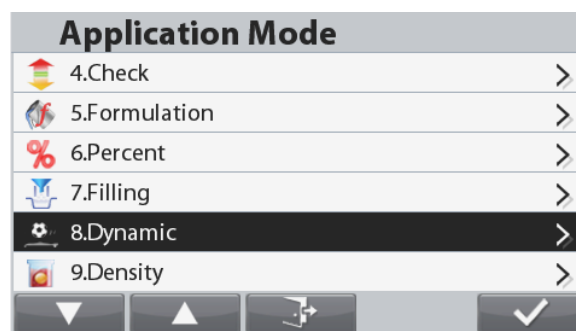 Application Mode
4.Check
5.Formulation
6.Percent
7.Filling
8.Dynamic
9.Density